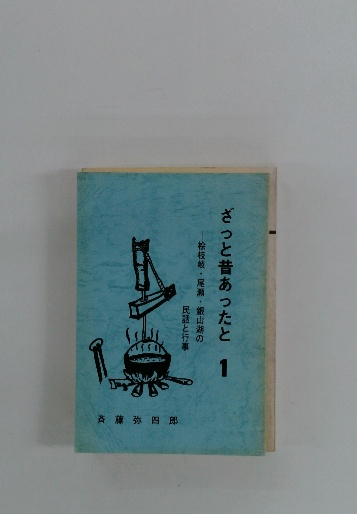 ざっと昔あったと 1
―桧枝岐・尾瀬・銀山湖の
民話と行事
斉藤弥四郎